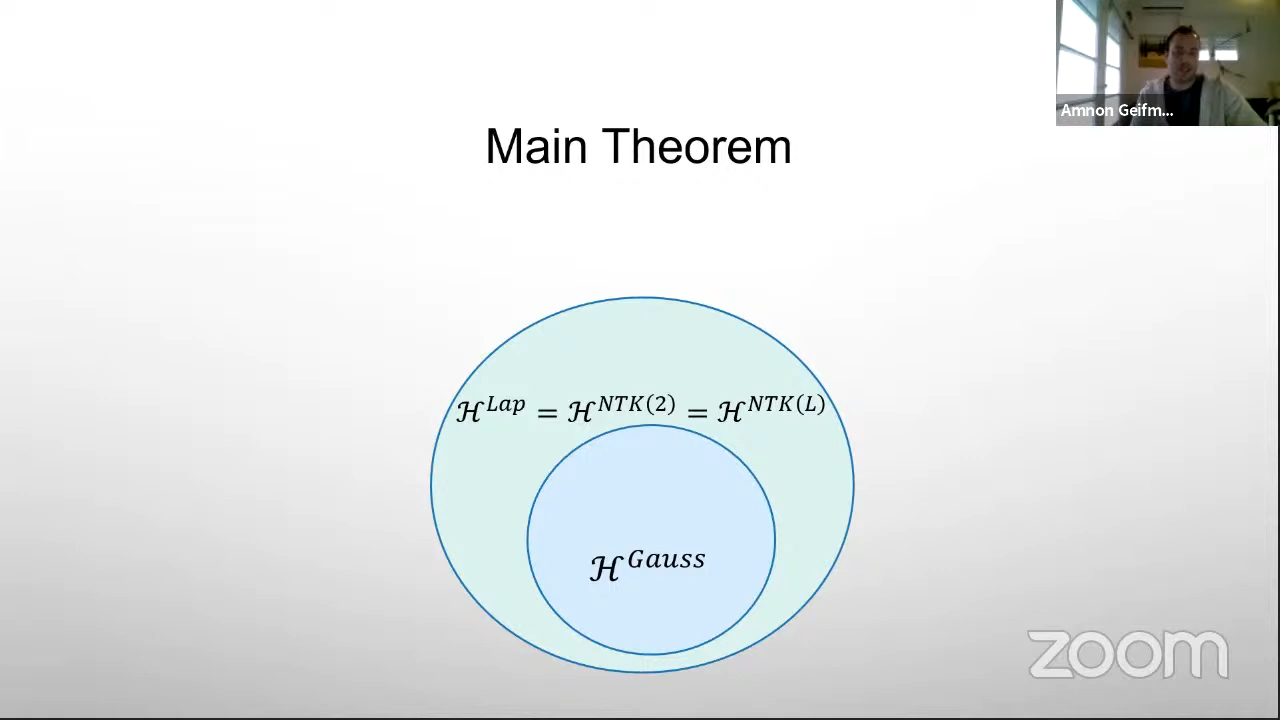 Amnon Geifm...
Main Theorem
ℋ^{Lap} = ℋ^{NTK(2)} = ℋ^{NTK(L)}
ℋ^{Gauss}
zoom